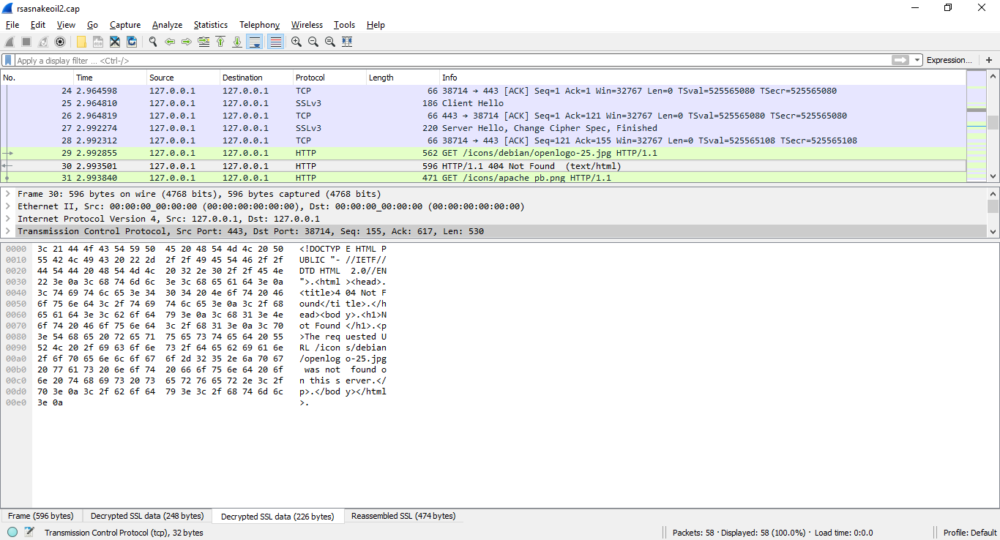 rsasnakeoil2.cap
File Edit View Go Capture Analyze Statistics Telephony Wireless Tools Help
Apply a display filter ... <Ctrl-/>
Expression... +
No. Time Source Destination Protocol Length Info
24 2.964598 127.0.0.1 127.0.0.1 TCP 66 38714 → 443 [ACK] Seq=1 Ack=1 Win=32767 Len=0 TSval=525565080 TSecr=525565080
25 2.964810 127.0.0.1 127.0.0.1 SSLv3 186 Client Hello
26 2.964819 127.0.0.1 127.0.0.1 TCP 66 443 → 38714 [ACK] Seq=1 Ack=121 Win=32767 Len=0 TSval=525565080 TSecr=525565080
27 2.992274 127.0.0.1 127.0.0.1 SSLv3 220 Server Hello, Change Cipher Spec, Finished
28 2.992312 127.0.0.1 127.0.0.1 TCP 66 38714 → 443 [ACK] Seq=121 Ack=155 Win=32767 Len=0 TSval=525565108 TSecr=525565108
29 2.992855 127.0.0.1 127.0.0.1 HTTP 562 GET /icons/debian/openlogo-25.jpg HTTP/1.1
30 2.993501 127.0.0.1 127.0.0.1 HTTP 596 HTTP/1.1 404 Not Found (text/html)
31 2.993840 127.0.0.1 127.0.0.1 HTTP 471 GET /icons/apache_pb.png HTTP/1.1
Frame 30: 596 bytes on wire (4768 bits), 596 bytes captured (4768 bits)
Ethernet II, Src: 00:00:00_00:00:00 (00:00:00:00:00:00), Dst: 00:00:00_00:00:00 (00:00:00:00:00:00)
Internet Protocol Version 4, Src: 127.0.0.1, Dst: 127.0.0.1
Transmission Control Protocol, Src Port: 443, Dst Port: 38714, Seq: 155, Ack: 617, Len: 530
0000 3c 21 44 4f 43 54 59 50 45 20 48 54 4d 4c 20 50 <!DOCTYP E HTML P
0010 55 42 4c 49 43 20 22 2d 2f 2f 49 45 54 46 2f 2f UBLIC "- //IETF//
0020 44 54 44 20 48 54 4d 4c 20 32 2e 30 2f 2f 45 4e DTD HTML 2.0//EN
0030 22 3e 0a 3c 68 74 6d 6c 3e 3c 68 65 61 64 3e 0a ">.<html ><head>.
0040 3c 74 69 74 6c 65 3e 34 30 34 20 4e 6f 74 20 46 <title>4 04 Not F
0050 6f 75 6e 64 3c 2f 74 69 74 6c 65 3e 0a 3c 2f 68 ound</ti tle>.</h
0060 65 61 64 3e 3c 62 6f 64 79 3e 0a 3c 68 31 3e 4e ead><bod y>.<h1>N
0070 6f 74 20 46 6f 75 6e 64 3c 2f 68 31 3e 0a 3c 70 ot Found </h1>.<p
0080 3e 54 68 65 20 72 65 71 75 65 73 74 65 64 20 55 >The req uested U
0090 52 4c 20 2f 69 63 6f 6e 73 2f 64 65 62 69 61 6e RL /icon s/debian
00a0 2f 6f 70 65 6e 6c 6f 67 6f 2d 32 35 2e 6a 70 67 /openlog o-25.jpg
00b0 20 77 61 73 20 6e 6f 74 20 66 6f 75 6e 64 20 6f was not found o
00c0 6e 20 74 68 69 73 20 73 65 72 76 65 72 2e 3c 2f n this s erver.</
00d0 70 3e 0a 3c 2f 62 6f 64 79 3e 3c 2f 68 74 6d 6c p>.</bod y></html
00e0 3e 0a >.
Frame (596 bytes) Decrypted SSL data (248 bytes) Decrypted SSL data (226 bytes) Reassembled SSL (474 bytes)
Transmission Control Protocol (tcp), 32 bytes Packets: 58 · Displayed: 58 (100.0%) · Load time: 0:0.0 Profile: Default